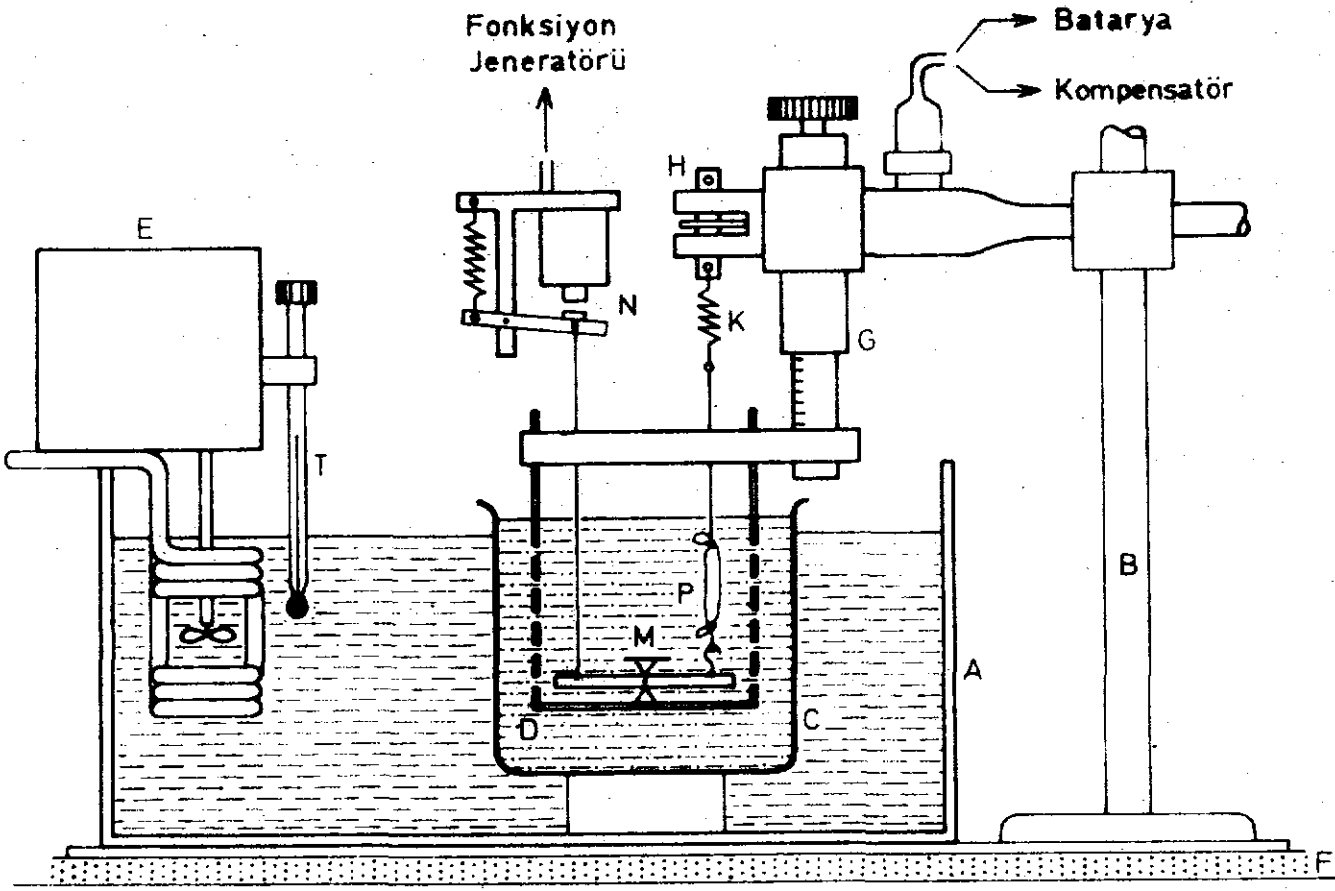 Fonksiyon
Jeneratörü
Batarya
Kompensatör
H
E
N
K
G
T
B
P
M
A
D
C
F